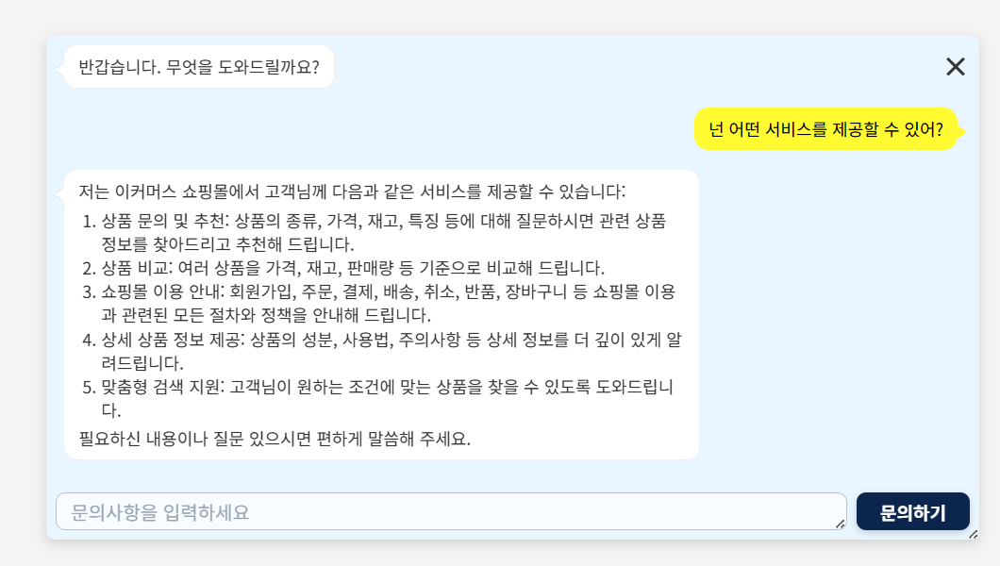 반갑습니다. 무엇을 도와드릴까요?
넌 어떤 서비스를 제공할 수 있어?
저는 이커머스 쇼핑몰에서 고객님께 다음과 같은 서비스를 제공할 수 있습니다:
1. 상품 문의 및 추천: 상품의 종류, 가격, 재고, 특징 등에 대해 질문하시면 관련 상품
정보를 찾아드리고 추천해 드립니다.
2. 상품 비교: 여러 상품을 가격, 재고, 판매량 등 기준으로 비교해 드립니다.
3. 쇼핑몰 이용 안내: 회원가입, 주문, 결제, 배송, 취소, 반품, 장바구니 등 쇼핑몰 이용
과 관련된 모든 절차와 정책을 안내해 드립니다.
4. 상세 상품 정보 제공: 상품의 성분, 사용법, 주의사항 등 상세 정보를 더 깊이 있게 알
려드립니다.
5. 맞춤형 검색 지원: 고객님이 원하는 조건에 맞는 상품을 찾을 수 있도록 도와드립니
다.
필요하신 내용이나 질문 있으시면 편하게 말씀해 주세요.
문의사항을 입력하세요
문의하기